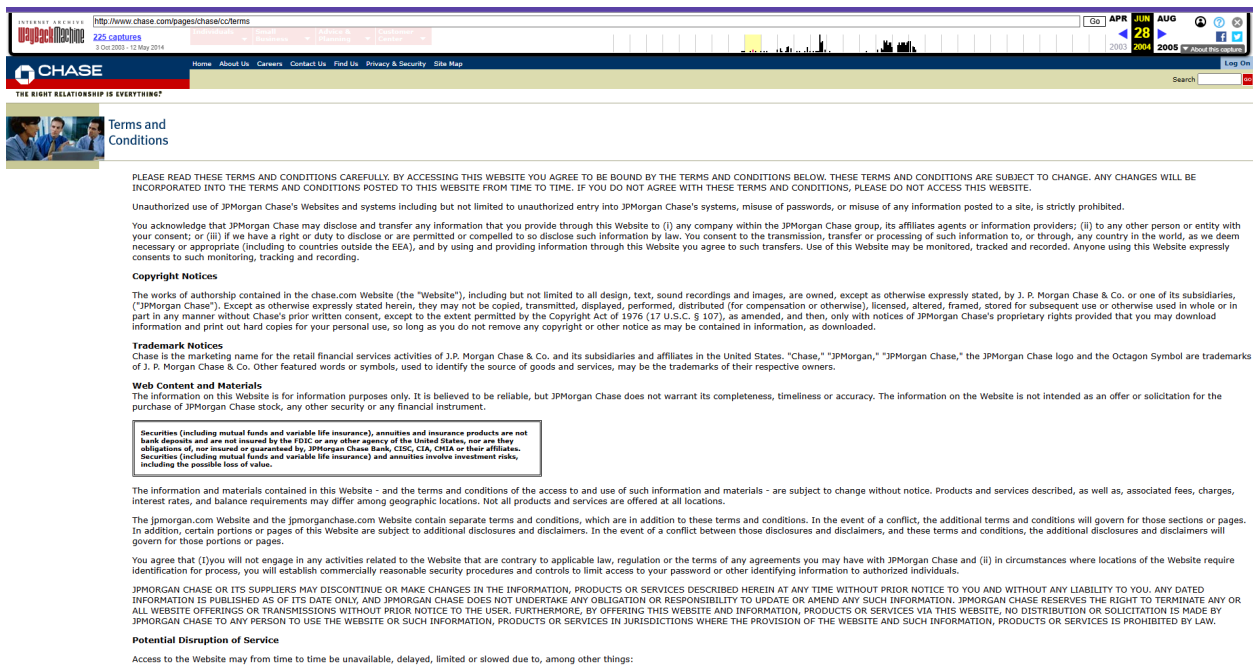 INTERNET ARCHIVE
WayBackMachine
http://www.chase.com/pages/chase/cc/terms
Go
APR JUN AUG
225 captures
28
3 Oct 2003 - 12 May 2014
2003 2004 2005
About this capture
Individuals
Small Business
Advice & Planning
Customer Center
CHASE
Home About Us Careers Contact Us Find Us Privacy & Security Site Map
Log On
Search
GO
THE RIGHT RELATIONSHIP IS EVERYTHING.
Terms and
Conditions
PLEASE READ THESE TERMS AND CONDITIONS CAREFULLY. BY ACCESSING THIS WEBSITE YOU AGREE TO BE BOUND BY THE TERMS AND CONDITIONS BELOW. THESE TERMS AND CONDITIONS ARE SUBJECT TO CHANGE. ANY CHANGES WILL BE
INCORPORATED INTO THE TERMS AND CONDITIONS POSTED TO THIS WEBSITE FROM TIME TO TIME. IF YOU DO NOT AGREE WITH THESE TERMS AND CONDITIONS, PLEASE DO NOT ACCESS THIS WEBSITE.
Unauthorized use of JPMorgan Chase's Websites and systems including but not limited to unauthorized entry into JPMorgan Chase's systems, misuse of passwords, or misuse of any information posted to a site, is strictly prohibited.
You acknowledge that JPMorgan Chase may disclose and transfer any information that you provide through this Website to (i) any company within the JPMorgan Chase group, its affiliates agents or information providers; (ii) to any other person or entity with
your consent; or (iii) if we have a right or duty to disclose or are permitted or compelled to so disclose such information by law. You consent to the transmission, transfer or processing of such information to, or through, any country in the world, as we deem
necessary or appropriate (including to countries outside the EEA), and by using and providing information through this Website you agree to such transfers. Use of this Website may be monitored, tracked and recorded. Anyone using this Website expressly
consents to such monitoring, tracking and recording.
Copyright Notices
The works of authorship contained in the chase.com Website (the "Website"), including but not limited to all design, text, sound recordings and images, are owned, except as otherwise expressly stated, by J. P. Morgan Chase & Co. or one of its subsidiaries,
("JPMorgan Chase"). Except as otherwise expressly stated herein, they may not be copied, transmitted, displayed, performed, distributed (for compensation or otherwise), licensed, altered, framed, stored for subsequent use or otherwise used in whole or in
part in any manner without Chase's prior written consent, except to the extent permitted by the Copyright Act of 1976 (17 U.S.C. § 107), as amended, and then, only with notices of JPMorgan Chase's proprietary rights provided that you may download
information and print out hard copies for your personal use, so long as you do not remove any copyright or other notice as may be contained in information, as downloaded.
Trademark Notices
Chase is the marketing name for the retail financial services activities of J.P. Morgan Chase & Co. and its subsidiaries and affiliates in the United States. "Chase," "JPMorgan," "JPMorgan Chase," the JPMorgan Chase logo and the Octagon Symbol are trademarks
of J. P. Morgan Chase & Co. Other featured words or symbols, used to identify the source of goods and services, may be the trademarks of their respective owners.
Web Content and Materials
The information on this Website is for information purposes only. It is believed to be reliable, but JPMorgan Chase does not warrant its completeness, timeliness or accuracy. The information on the Website is not intended as an offer or solicitation for the
purchase of JPMorgan Chase stock, any other security or any financial instrument.
Securities (including mutual funds and variable life insurance), annuities and insurance products are not
bank deposits and are not insured by the FDIC or any other agency of the United States, nor are they
obligations of, nor insured or guaranteed by, JPMorgan Chase Bank, CISC, CIA, CMIA or their affiliates.
Securities (including mutual funds and variable life insurance) and annuities involve investment risks,
including the possible loss of value.
The information and materials contained in this Website - and the terms and conditions of the access to and use of such information and materials - are subject to change without notice. Products and services described, as well as, associated fees, charges,
interest rates, and balance requirements may differ among geographic locations. Not all products and services are offered at all locations.
The jpmorgan.com Website and the jpmorganchase.com Website contain separate terms and conditions, which are in addition to these terms and conditions. In the event of a conflict, the additional terms and conditions will govern for those sections or pages.
In addition, certain portions or pages of this Website are subject to additional disclosures and disclaimers. In the event of a conflict between those disclosures and disclaimers, and these terms and conditions, the additional disclosures and disclaimers will
govern for those portions or pages.
You agree that (I)you will not engage in any activities related to the Website that are contrary to applicable law, regulation or the terms of any agreements you may have with JPMorgan Chase and (ii) in circumstances where locations of the Website require
identification for process, you will establish commercially reasonable security procedures and controls to limit access to your password or other identifying information to authorized individuals.
JPMORGAN CHASE OR ITS SUPPLIERS MAY DISCONTINUE OR MAKE CHANGES IN THE INFORMATION, PRODUCTS OR SERVICES DESCRIBED HEREIN AT ANY TIME WITHOUT PRIOR NOTICE TO YOU AND WITHOUT ANY LIABILITY TO YOU. ANY DATED
INFORMATION IS PUBLISHED AS OF ITS DATE ONLY, AND JPMORGAN CHASE DOES NOT UNDERTAKE ANY OBLIGATION OR RESPONSIBILITY TO UPDATE OR AMEND ANY SUCH INFORMATION. JPMORGAN CHASE RESERVES THE RIGHT TO TERMINATE ANY OR
ALL WEBSITE OFFERINGS OR TRANSMISSIONS WITHOUT PRIOR NOTICE TO THE USER. FURTHERMORE, BY OFFERING THIS WEBSITE AND INFORMATION, PRODUCTS OR SERVICES VIA THIS WEBSITE, NO DISTRIBUTION OR SOLICITATION IS MADE BY
JPMORGAN CHASE TO ANY PERSON TO USE THE WEBSITE OR SUCH INFORMATION, PRODUCTS OR SERVICES IN JURISDICTIONS WHERE THE PROVISION OF THE WEBSITE AND SUCH INFORMATION, PRODUCTS OR SERVICES IS PROHIBITED BY LAW.
Potential Disruption of Service
Access to the Website may from time to time be unavailable, delayed, limited or slowed due to, among other things: